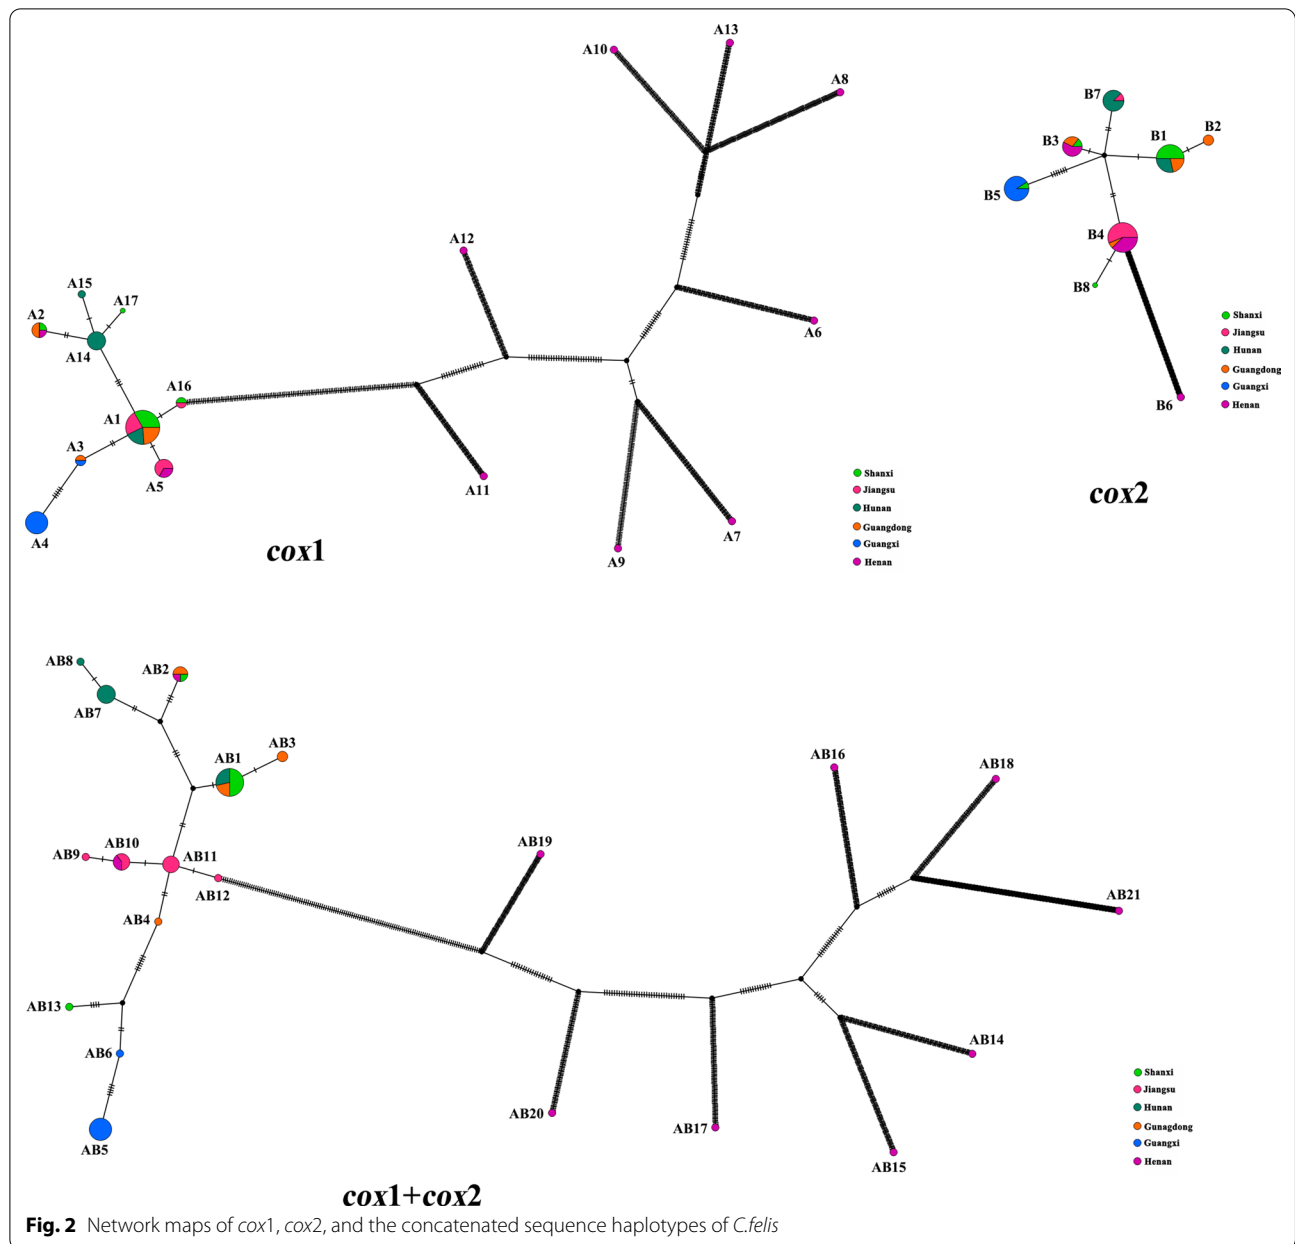 A10
A13
A8
A12
A6
A15
A17
A2
A14
A16
A1
A3
A5
A4
A11
A9
A7
Shanxi
Jiangsu
Hunan
Guangdong
Guangxi
Henan
cox1
B7
B3
B1
B2
B5
B4
B8
B6
Shanxi
Jiangsu
Hunan
Guangdong
Guangxi
Henan
cox2
AB8
AB2
AB7
AB1
AB3
AB9
AB10
AB11
AB12
AB4
AB13
AB6
AB5
AB19
AB20
AB17
AB16
AB18
AB21
AB14
AB15
Shanxi
Jiangsu
Hunan
Gunagdong
Guangxi
Henan
cox1+cox2
Fig. 2 Network maps of cox1, cox2, and the concatenated sequence haplotypes of C.felis